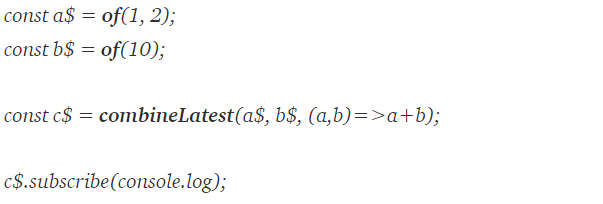 const a$ = of(1, 2);
const b$ = of(10);
const c$ = combineLatest(a$, b$, (a,b)=>a+b);
c$.subscribe(console.log);